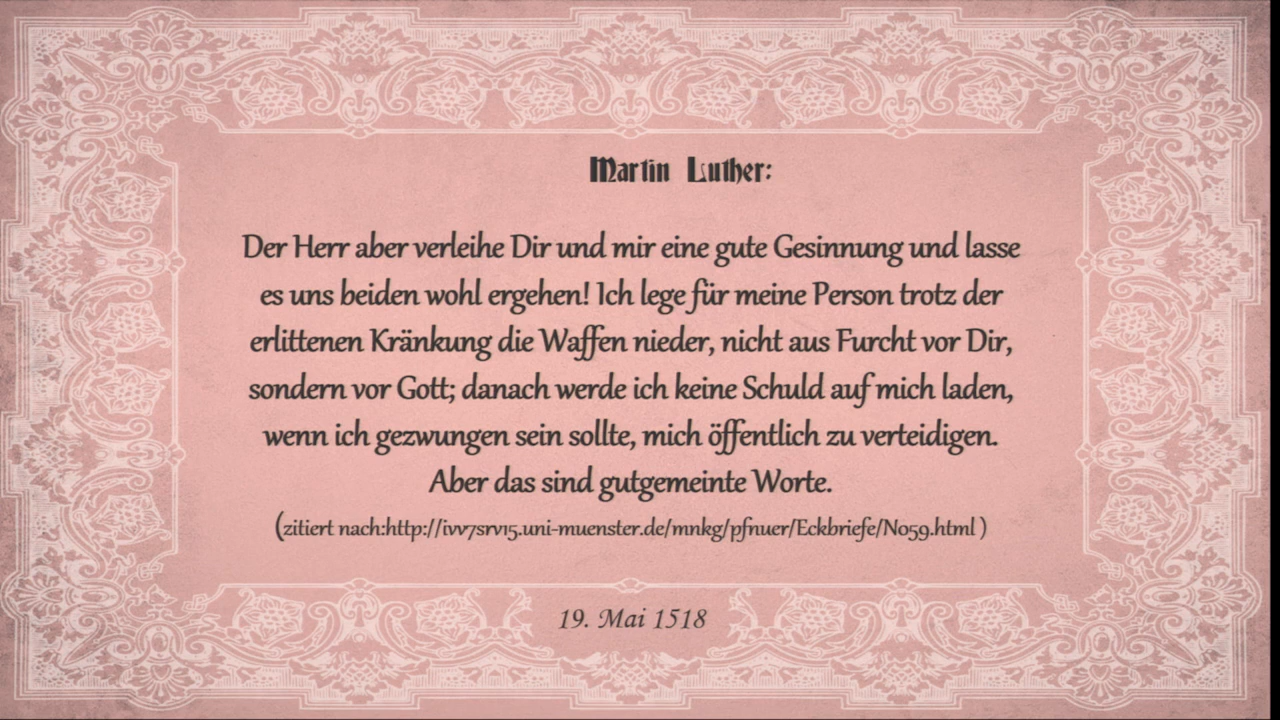 Martin Luther:
Der Herr aber verleihe Dir und mir eine gute Gesinnung und lasse
es uns beiden wohl ergehen! Ich lege für meine Person trotz der
erlittenen Kränkung die Waffen nieder, nicht aus Furcht vor Dir,
sondern vor Gott; danach werde ich keine Schuld auf mich laden,
wenn ich gezwungen sein sollte, mich öffentlich zu verteidigen.
Aber das sind gutgemeinte Worte.
(zitiert nach:http://ivv7srv15.uni-muenster.de/mnkg/pfnuer/Eckbriefe/N059.html )
19. Mai 1518